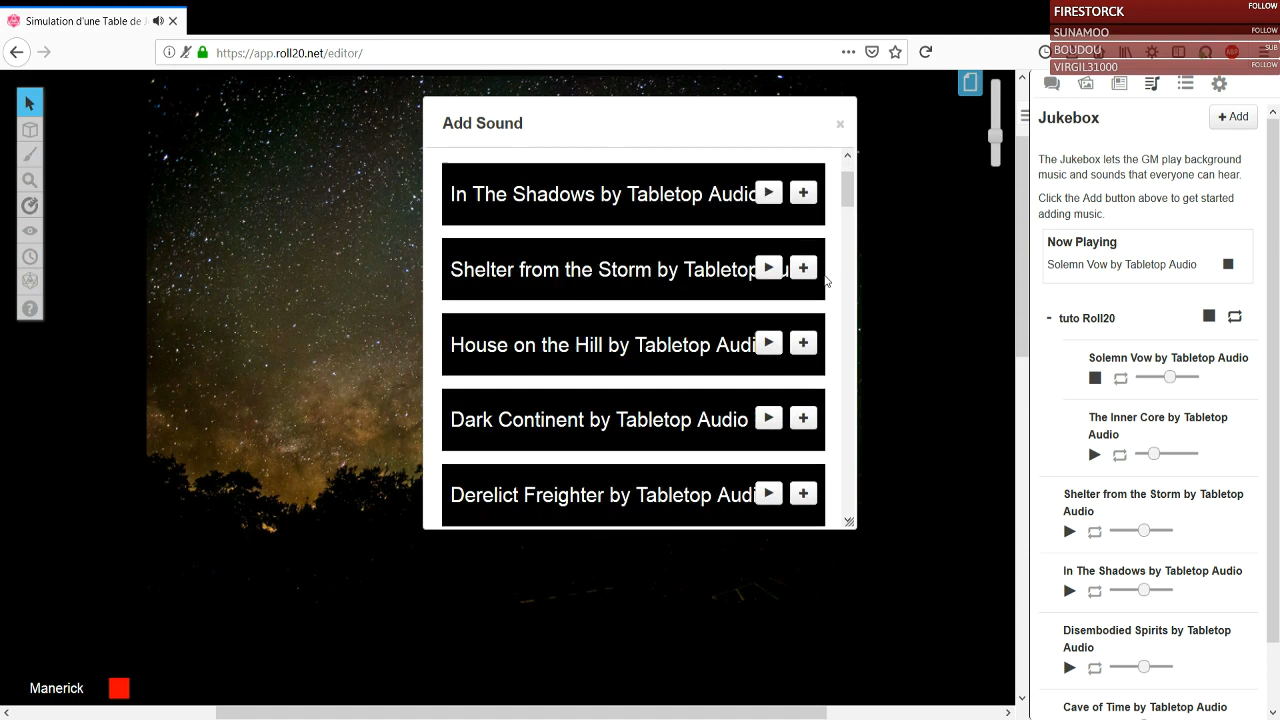 Simulation d'une Table de J
FIRESTORCK
FOLLOW
SUNAMOO
FOLLOW
BOUDOU_
SUB
VIRGIL31000
FOLLOW
https://app.roll20.net/editor/
ABP
Add Sound
×
In The Shadows by Tabletop Audio
Shelter from the Storm by Tabletop
House on the Hill by Tabletop Audi
Dark Continent by Tabletop Audio
Derelict Freighter by Tabletop Audi
Jukebox
+ Add
The Jukebox lets the GM play background
music and sounds that everyone can hear.
Click the Add button above to get started
adding music.
Now Playing
Solemn Vow by Tabletop Audio
- tuto Roll20
Solemn Vow by Tabletop Audio
The Inner Core by Tabletop
Audio
Shelter from the Storm by Tabletop
Audio
In The Shadows by Tabletop Audio
Disembodied Spirits by Tabletop
Audio
Cave of Time by Tabletop Audio
Manerick